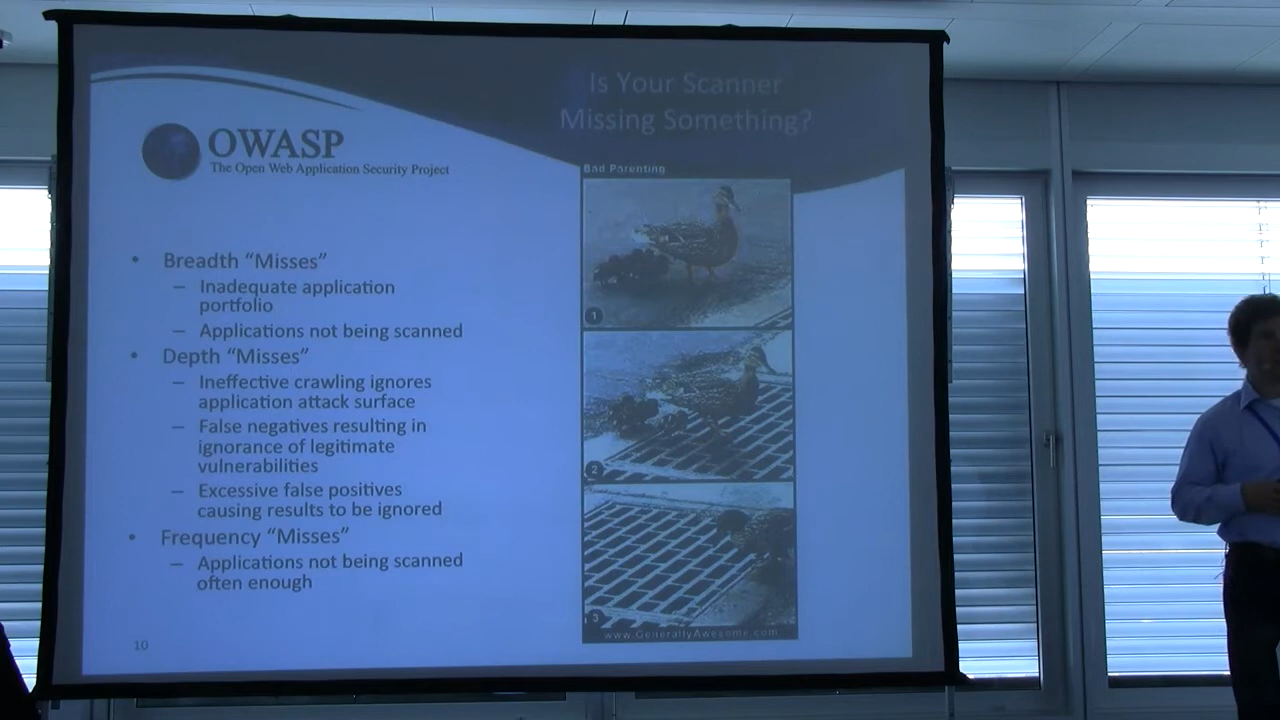 Is Your Scanner
Missing Something?
OWASP
The Open Web Application Security Project
• Breadth “Misses”
– Inadequate application
portfolio
– Applications not being scanned
• Depth “Misses”
– Ineffective crawling ignores
application attack surface
– False negatives resulting in
ignorance of legitimate
vulnerabilities
– Excessive false positives
causing results to be ignored
• Frequency “Misses”
– Applications not being scanned
often enough
10
Bad Parenting
1
2
3
www.GenerallyAwesome.com